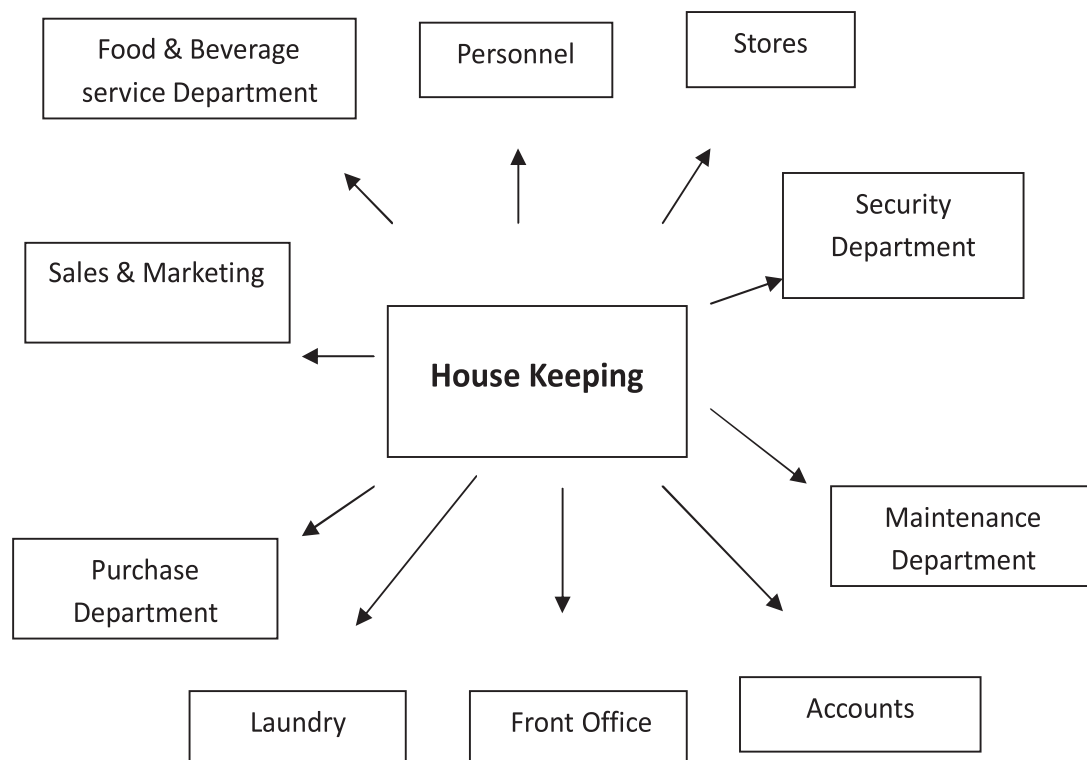 Food & Beverage
service Department
Personnel
Stores
Security
Department
Sales & Marketing
House Keeping
Maintenance
Department
Purchase
Department
Laundry
Front Office
Accounts